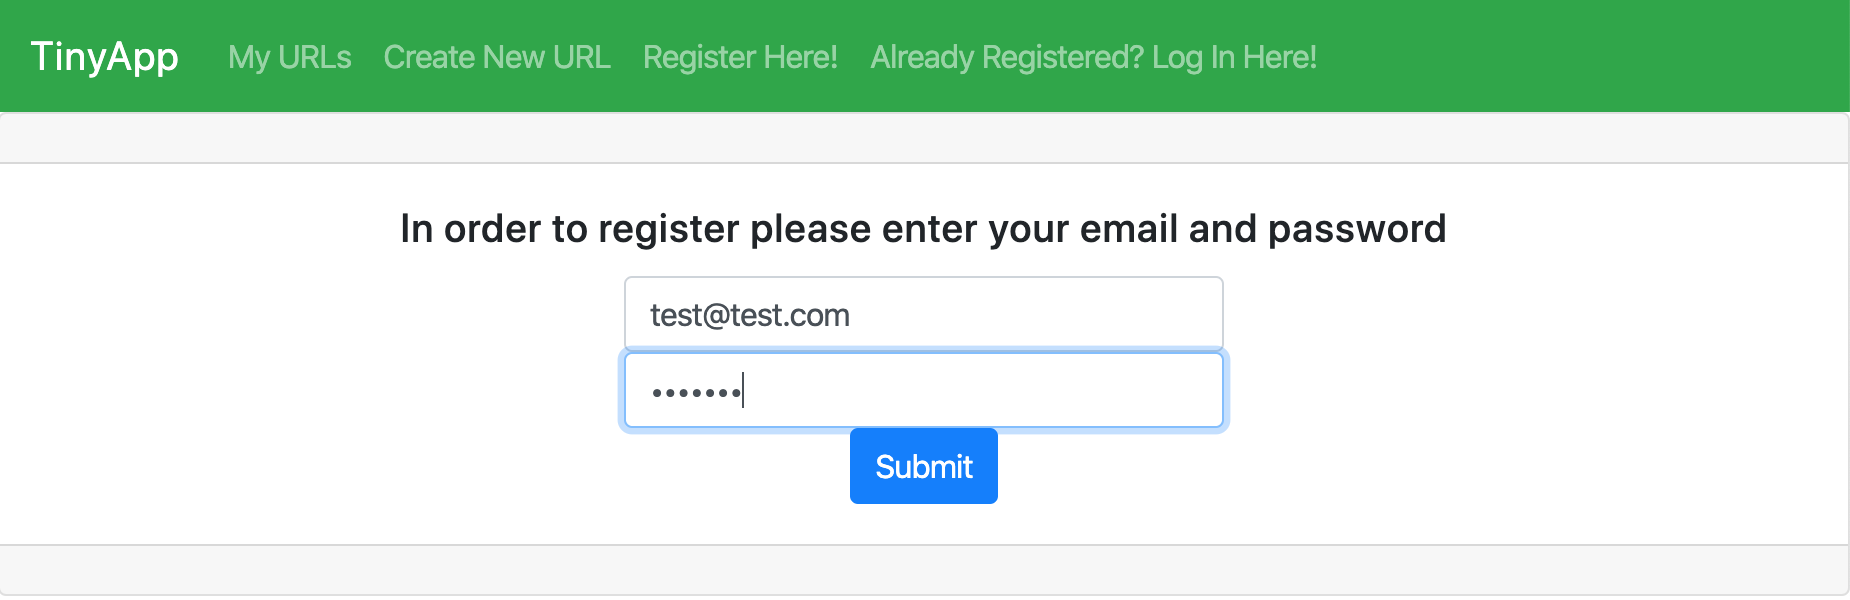 TinyApp My URLs Create New URL Register Here! Already Registered? Log In Here!
In order to register please enter your email and password
test@test.com
•••••••
Submit